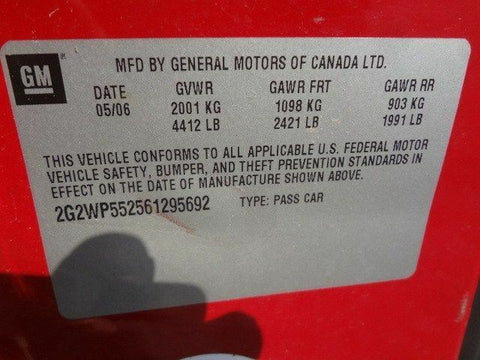 GM
MFD BY GENERAL MOTORS OF CANADA LTD.
DATE GVWR GAWR FRT GAWR RR
05/06 2001 KG 1098 KG 903 KG
4412 LB 2421 LB 1991 LB
THIS VEHICLE CONFORMS TO ALL APPLICABLE U.S. FEDERAL MOTOR
VEHICLE SAFETY, BUMPER, AND THEFT PREVENTION STANDARDS IN
EFFECT ON THE DATE OF MANUFACTURE SHOWN ABOVE.
2G2WP552561295692 TYPE: PASS CAR